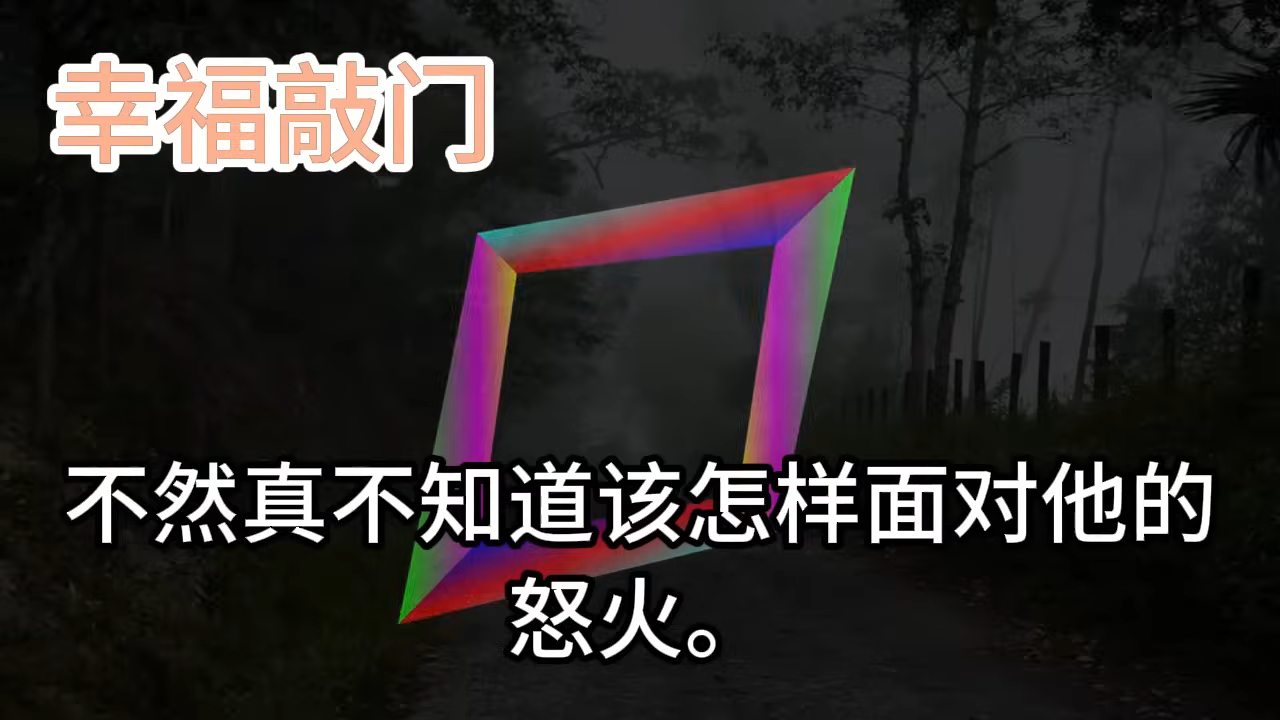 幸福敲门
不然真不知道该怎样面对他的
怒火。